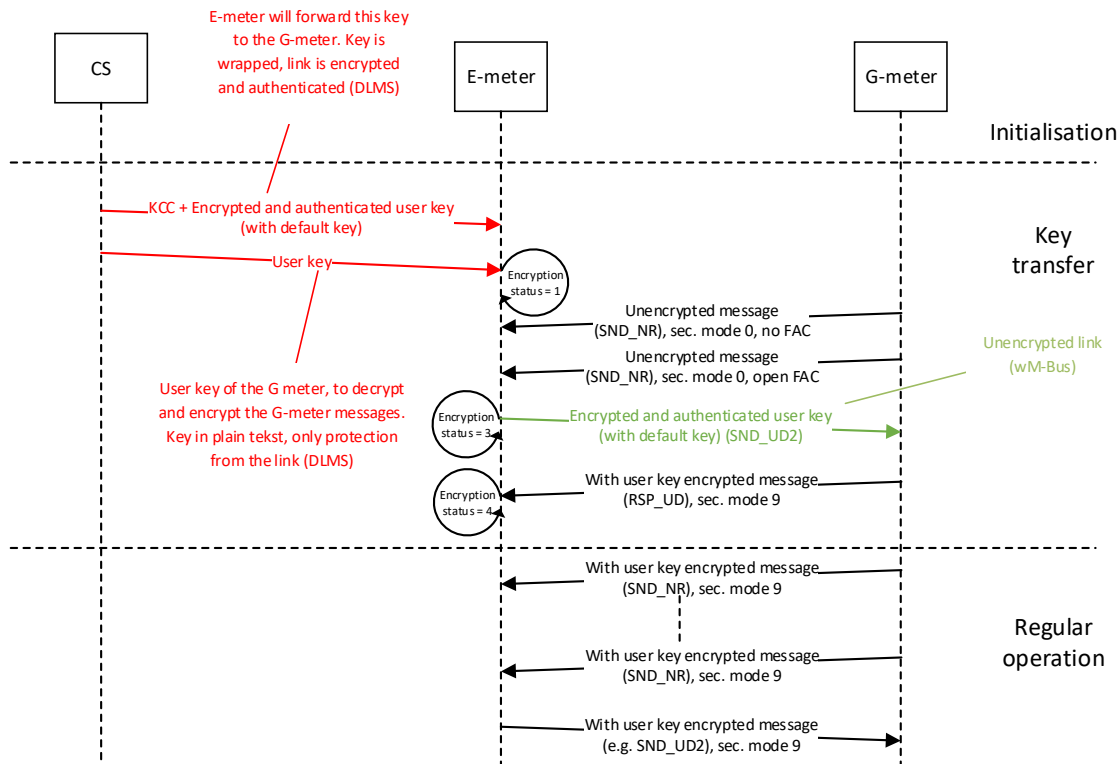 E-meter will forward this key
to the G-meter. Key is
wrapped, link is encrypted
and authenticated (DLMS)
CS
E-meter
G-meter
Initialisation
KCC + Encrypted and authenticated user key
(with default key)
Key
transfer
User key
Encryption
status = 1
Unencrypted message
(SND_NR), sec. mode 0, no FAC
Unencrypted link
(wM-Bus)
Unencrypted message
(SND_NR), sec. mode 0, open FAC
User key of the G meter, to decrypt
and encrypt the G-meter messages.
Key in plain tekst, only protection
from the link (DLMS)
Encryption
status = 3
Encrypted and authenticated user key
(with default key) (SND_UD2)
Encryption
status = 4
With user key encrypted message
(RSP_UD), sec. mode 9
With user key encrypted message
(SND_NR), sec. mode 9
Regular
operation
With user key encrypted message
(SND_NR), sec. mode 9
With user key encrypted message
(e.g. SND_UD2), sec. mode 9